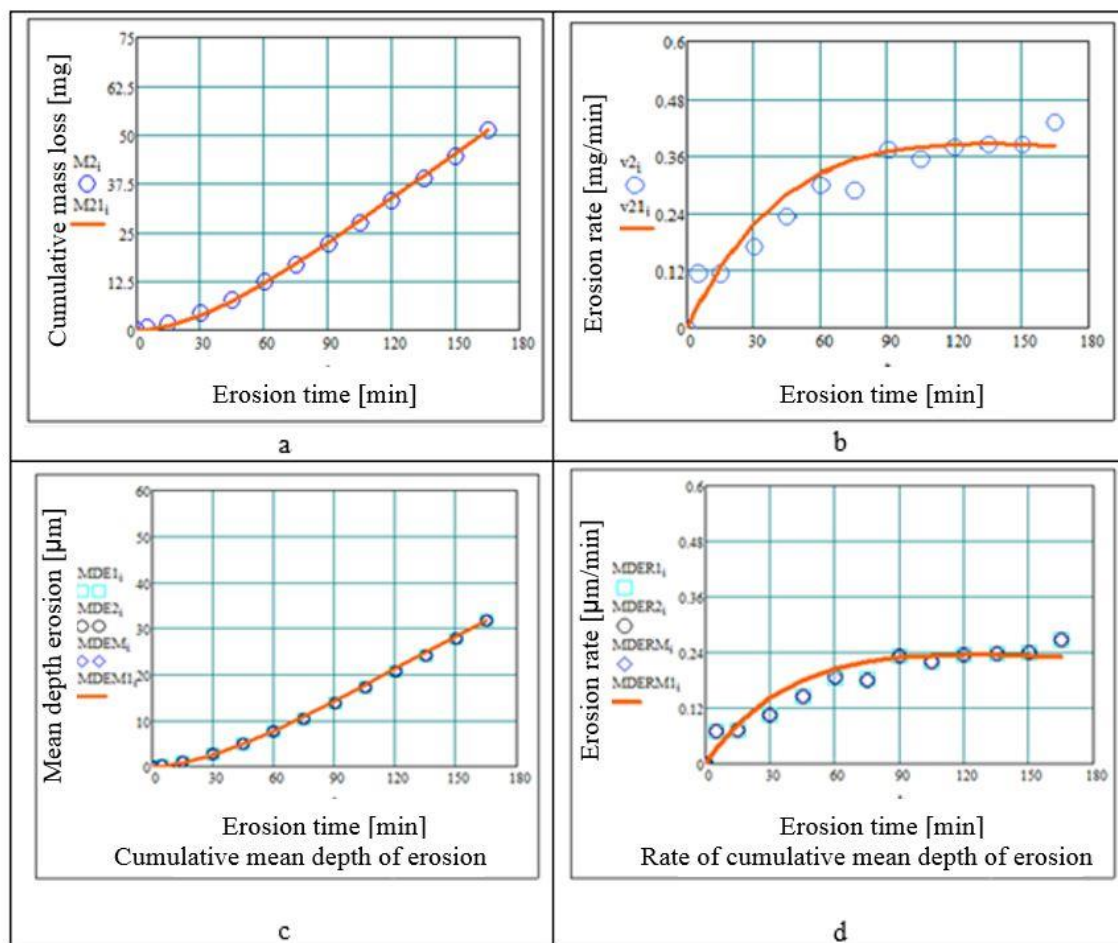 75
62.5
50
37.5
25
12.5
0
0 30 60 90 120 150 180
Cumulative mass loss [mg]
M2i
M21i
Erosion time [min]
a
0.6
0.48
0.36
0.24
0.12
0
0 30 60 90 120 150 180
Erosion rate [mg/min]
v2i
v21i
Erosion time [min]
b
60
50
40
30
20
10
0
0 30 60 90 120 150 180
Mean depth erosion [μm]
MDE1i
MDE2i
MDEMi
MDEM1i
Erosion time [min]
Cumulative mean depth of erosion
c
0.6
0.48
0.36
0.24
0.12
0
0 30 60 90 120 150 180
Erosion rate [μm/min]
MDER1i
MDER2i
MDERMi
MDERM1i
Erosion time [min]
Rate of cumulative mean depth of erosion
d